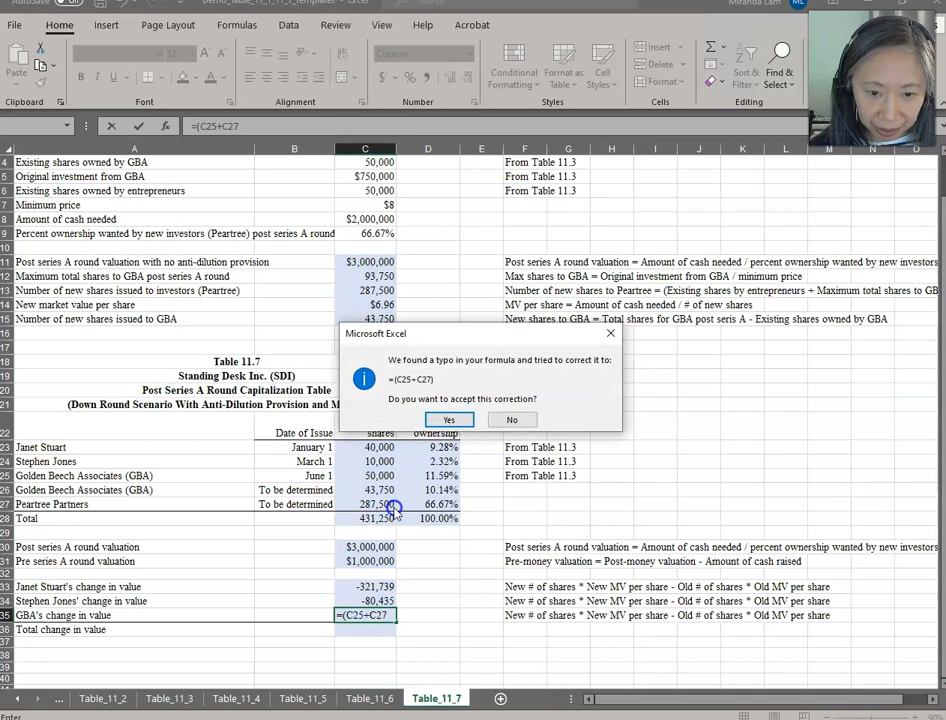 AutoSave Off
Demo_Table_11_1_11_7_templates
Miranda Lam ML
File Home Insert Page Layout Formulas Data Review View Help Acrobat
Paste
Custom
Conditional Formatting
Format as Table
Cell Styles
Insert
Delete
Format
Sort & Filter
Find & Select
Clipboard Font Alignment Number Styles Cells Editing
=(C25+C27
A B C D E F G H I J K L M N O
4 Existing shares owned by GBA 50,000 From Table 11.3
5 Original investment from GBA $750,000 From Table 11.3
6 Existing shares owned by entrepreneurs 50,000 From Table 11.3
7 Minimum price $8
8 Amount of cash needed $2,000,000
9 Percent ownership wanted by new investors (Peartree) post series A round 66.67%
10
11 Post series A round valuation with no anti-dilution provision $3,000,000 Post series A round valuation = Amount of cash needed / percent ownership wanted by new investors
12 Maximum total shares to GBA post series A round 93,750 Max shares to GBA = Original investment from GBA / minimum price
13 Number of new shares issued to investors (Peartree) 287,500 Number of new shares to Peartree = (Existing shares by entrepreneurs + Maximum total shares to GB
14 New market value per share $6.96 MV per share = Amount of cash needed / # of new shares
15 Number of new shares issued to GBA 43,750 New shares to GBA = Total shares for GBA post seris A - Existing shares owned by GBA
16
17
18 Table 11.7
19 Standing Desk Inc. (SDI)
20 Post Series A Round Capitalization Table
21 (Down Round Scenario With Anti-Dilution Provision and M
22 Date of Issue shares ownership
23 Janet Stuart January 1 40,000 9.28% From Table 11.3
24 Stephen Jones March 1 10,000 2.32% From Table 11.3
25 Golden Beech Associates (GBA) June 1 50,000 11.59% From Table 11.3
26 Golden Beech Associates (GBA) To be determined 43,750 10.14%
27 Peartree Partners To be determined 287,500 66.67%
28 Total 431,250 100.00%
29
30 Post series A round valuation $3,000,000 Post series A round valuation = Amount of cash needed / percent ownership wanted by new investors
31 Pre series A round valuation $1,000,000 Pre-money valuation = Post-money valuation - Amount of cash raised
32
33 Janet Stuart's change in value -321,739 New # of shares * New MV per share - Old # of shares * Old MV per share
34 Stephen Jones' change in value -80,435 New # of shares * New MV per share - Old # of shares * Old MV per share
35 GBA's change in value =(C25+C27 New # of shares * New MV per share - Old # of shares * Old MV per share
36 Total change in value
37
38
39
40
Microsoft Excel
We found a typo in your formula and tried to correct it to:
=(C25+C27)
Do you want to accept this correction?
Yes No
... Table_11_2 Table_11_3 Table_11_4 Table_11_5 Table_11_6 Table_11_7
Enter
90%